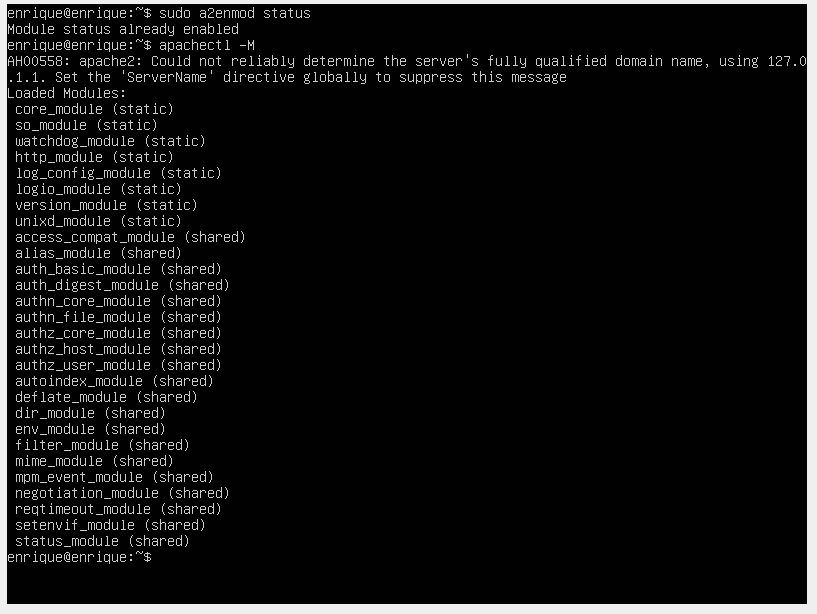 enrique@enrique:~$ sudo a2enmod status
Module status already enabled
enrique@enrique:~$ apachectl -M
AH00558: apache2: Could not reliably determine the server's fully qualified domain name, using 127.0
.1.1. Set the 'ServerName' directive globally to suppress this message
Loaded Modules:
 core_module (static)
 so_module (static)
 watchdog_module (static)
 http_module (static)
 log_config_module (static)
 logio_module (static)
 version_module (static)
 unixd_module (static)
 access_compat_module (shared)
 alias_module (shared)
 auth_basic_module (shared)
 auth_digest_module (shared)
 authn_core_module (shared)
 authn_file_module (shared)
 authz_core_module (shared)
 authz_host_module (shared)
 authz_user_module (shared)
 autoindex_module (shared)
 deflate_module (shared)
 dir_module (shared)
 env_module (shared)
 filter_module (shared)
 mime_module (shared)
 mpm_event_module (shared)
 negotiation_module (shared)
 reqtimeout_module (shared)
 setenvif_module (shared)
 status_module (shared)
enrique@enrique:~$